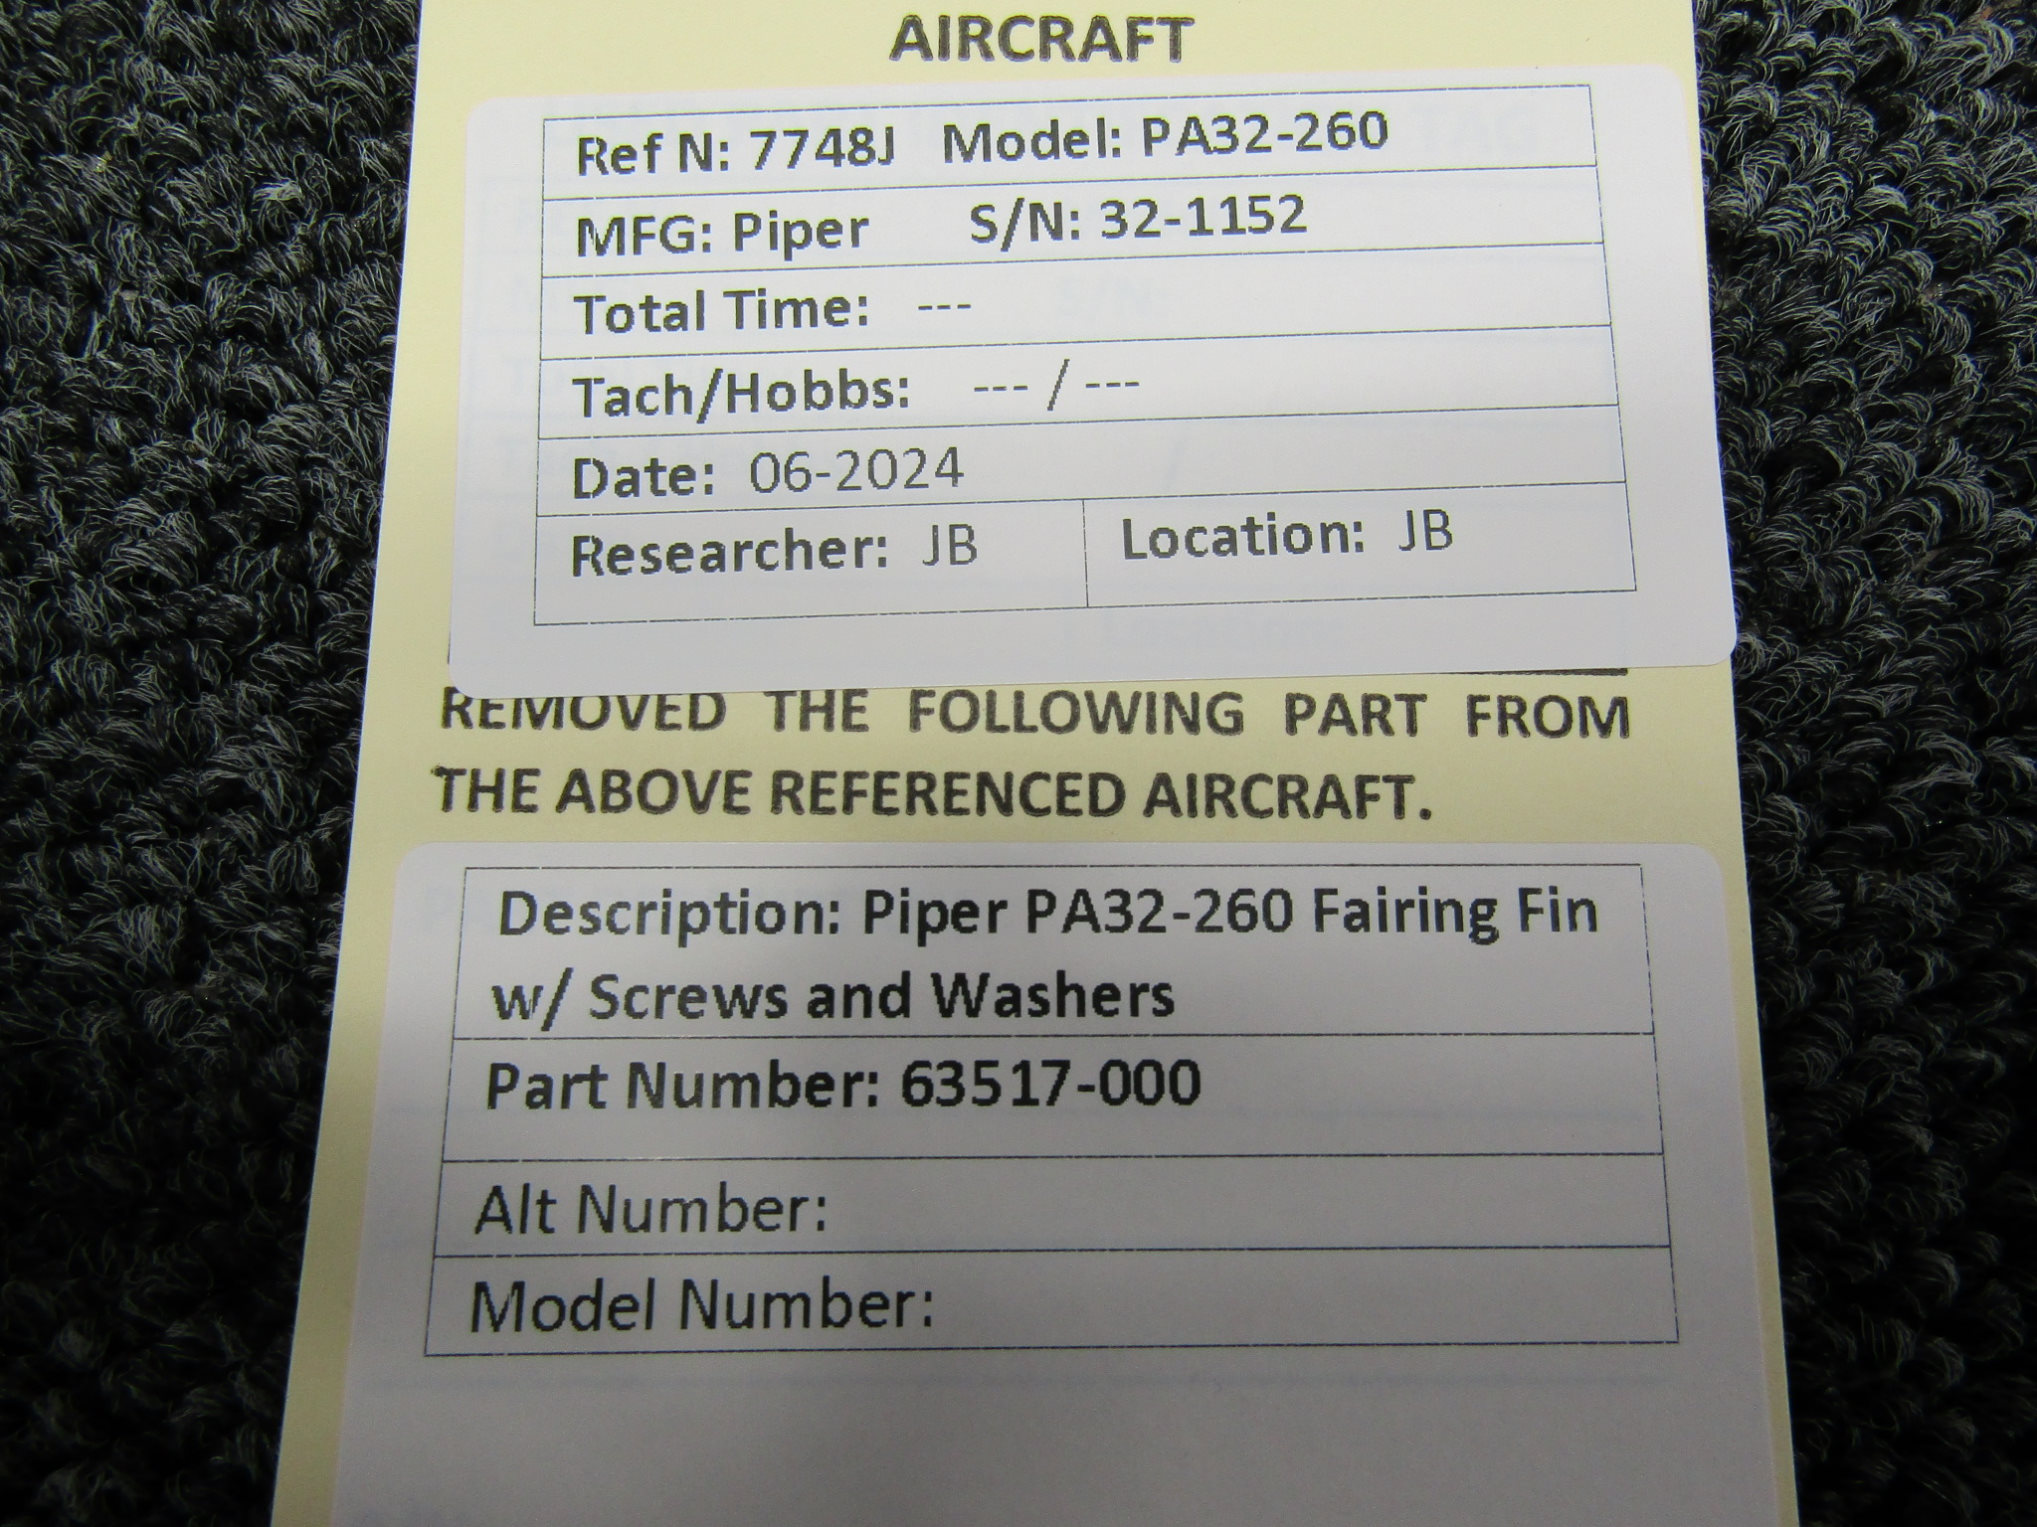 AIRCRAFT
Ref N: 7748J Model: PA32-260
MFG: Piper S/N: 32-1152
Total Time: ---
Tach/Hobbs: --- / ---
Date: 06-2024
Researcher: JB Location: JB
REMOVED THE FOLLOWING PART FROM
THE ABOVE REFERENCED AIRCRAFT.
Description: Piper PA32-260 Fairing Fin
w/ Screws and Washers
Part Number: 63517-000
Alt Number:
Model Number: